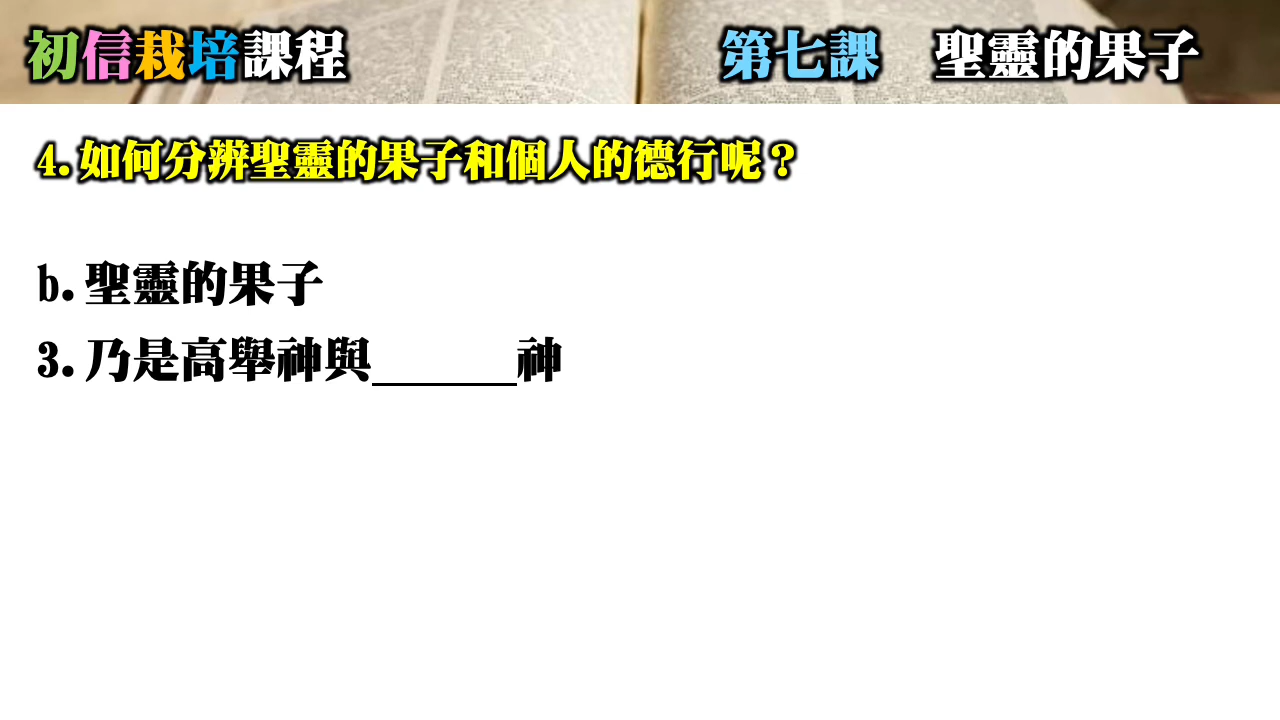 初信栽培課程 第七課 聖靈的果子
4.如何分辨聖靈的果子和個人的德行呢？
b.聖靈的果子
3.乃是高舉神與______神